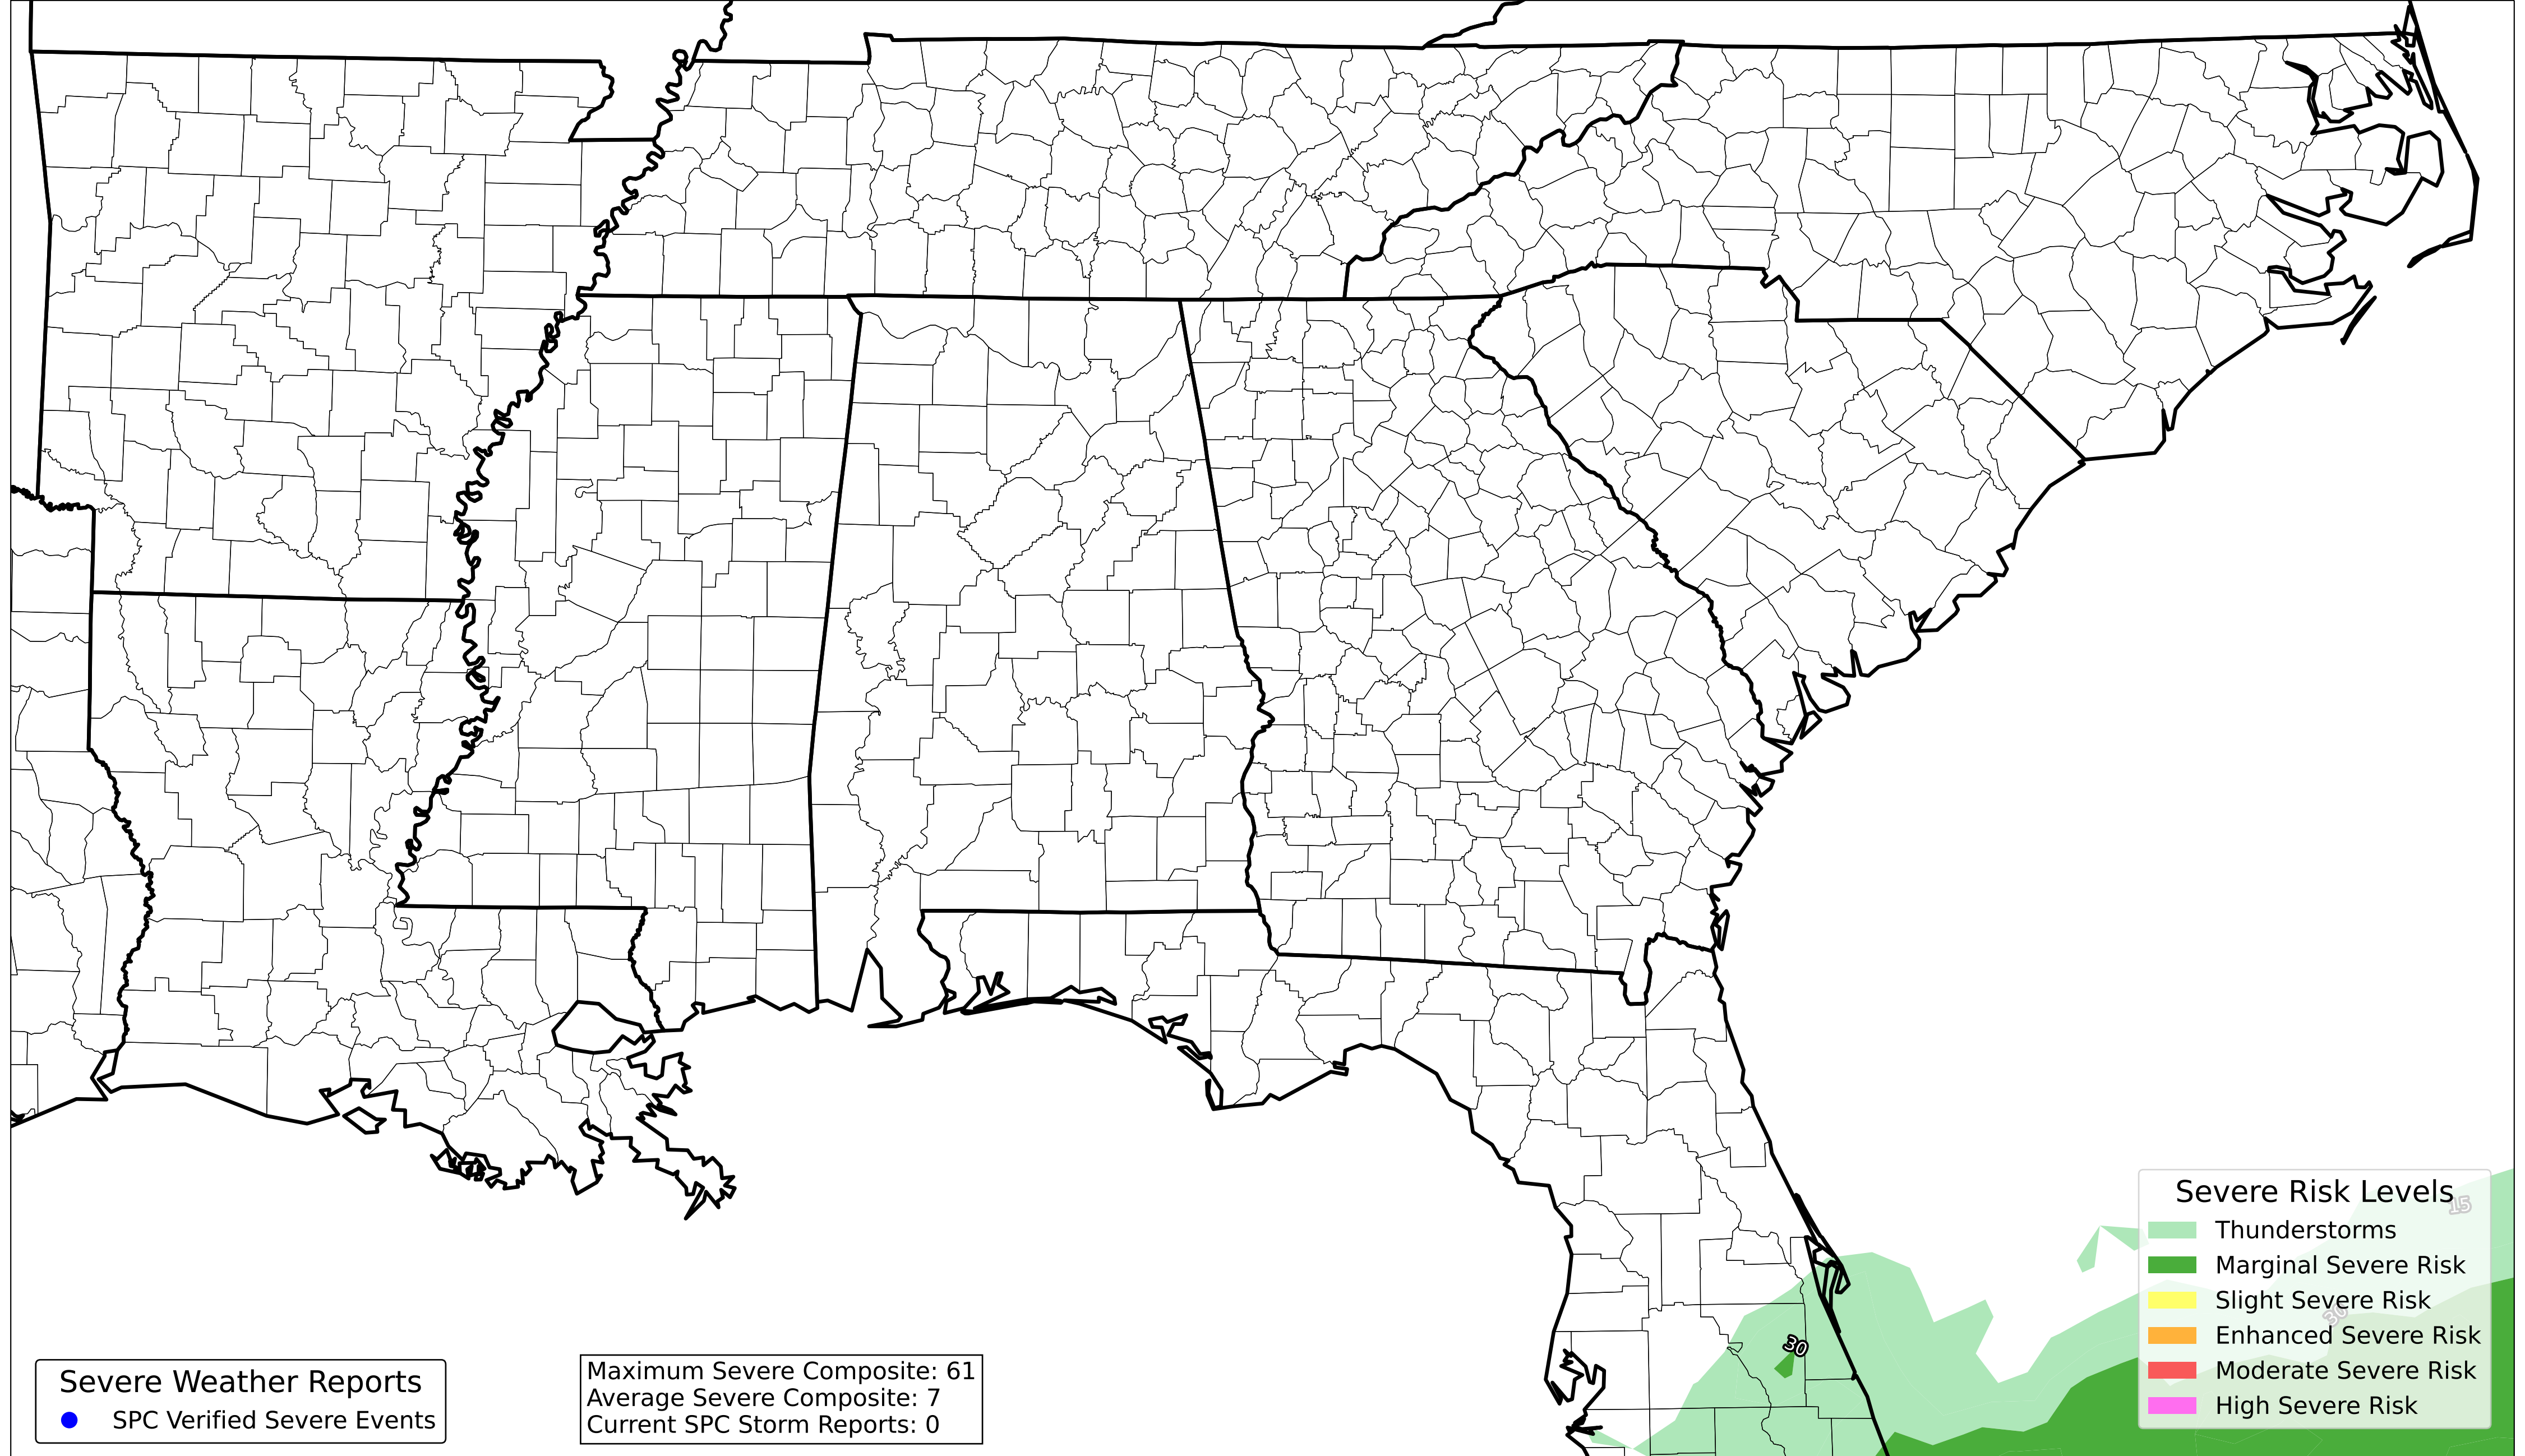 15
Severe Risk Levels
Thunderstorms
Marginal Severe Risk
Slight Severe Risk
30
Enhanced Severe Risk
30
Moderate Severe Risk
High Severe Risk
Severe Weather Reports
SPC Verified Severe Events
Maximum Severe Composite: 61
Average Severe Composite: 7
Current SPC Storm Reports: 0